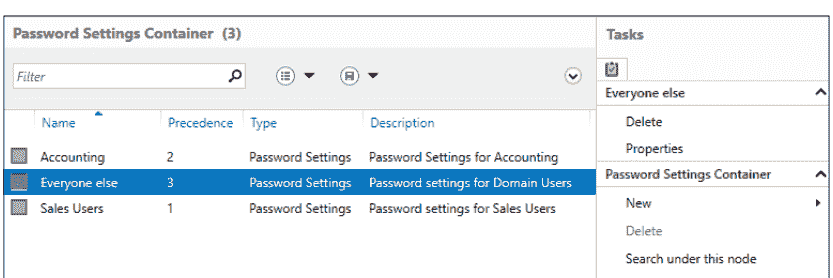 Password Settings Container (3)
Filter
Name Precedence Type Description
Accounting 2 Password Settings Password Settings for Accounting
Everyone else 3 Password Settings Password settings for Domain Users
Sales Users 1 Password Settings Password settings for Sales Users
Tasks
Everyone else
Delete
Properties
Password Settings Container
New
Delete
Search under this node